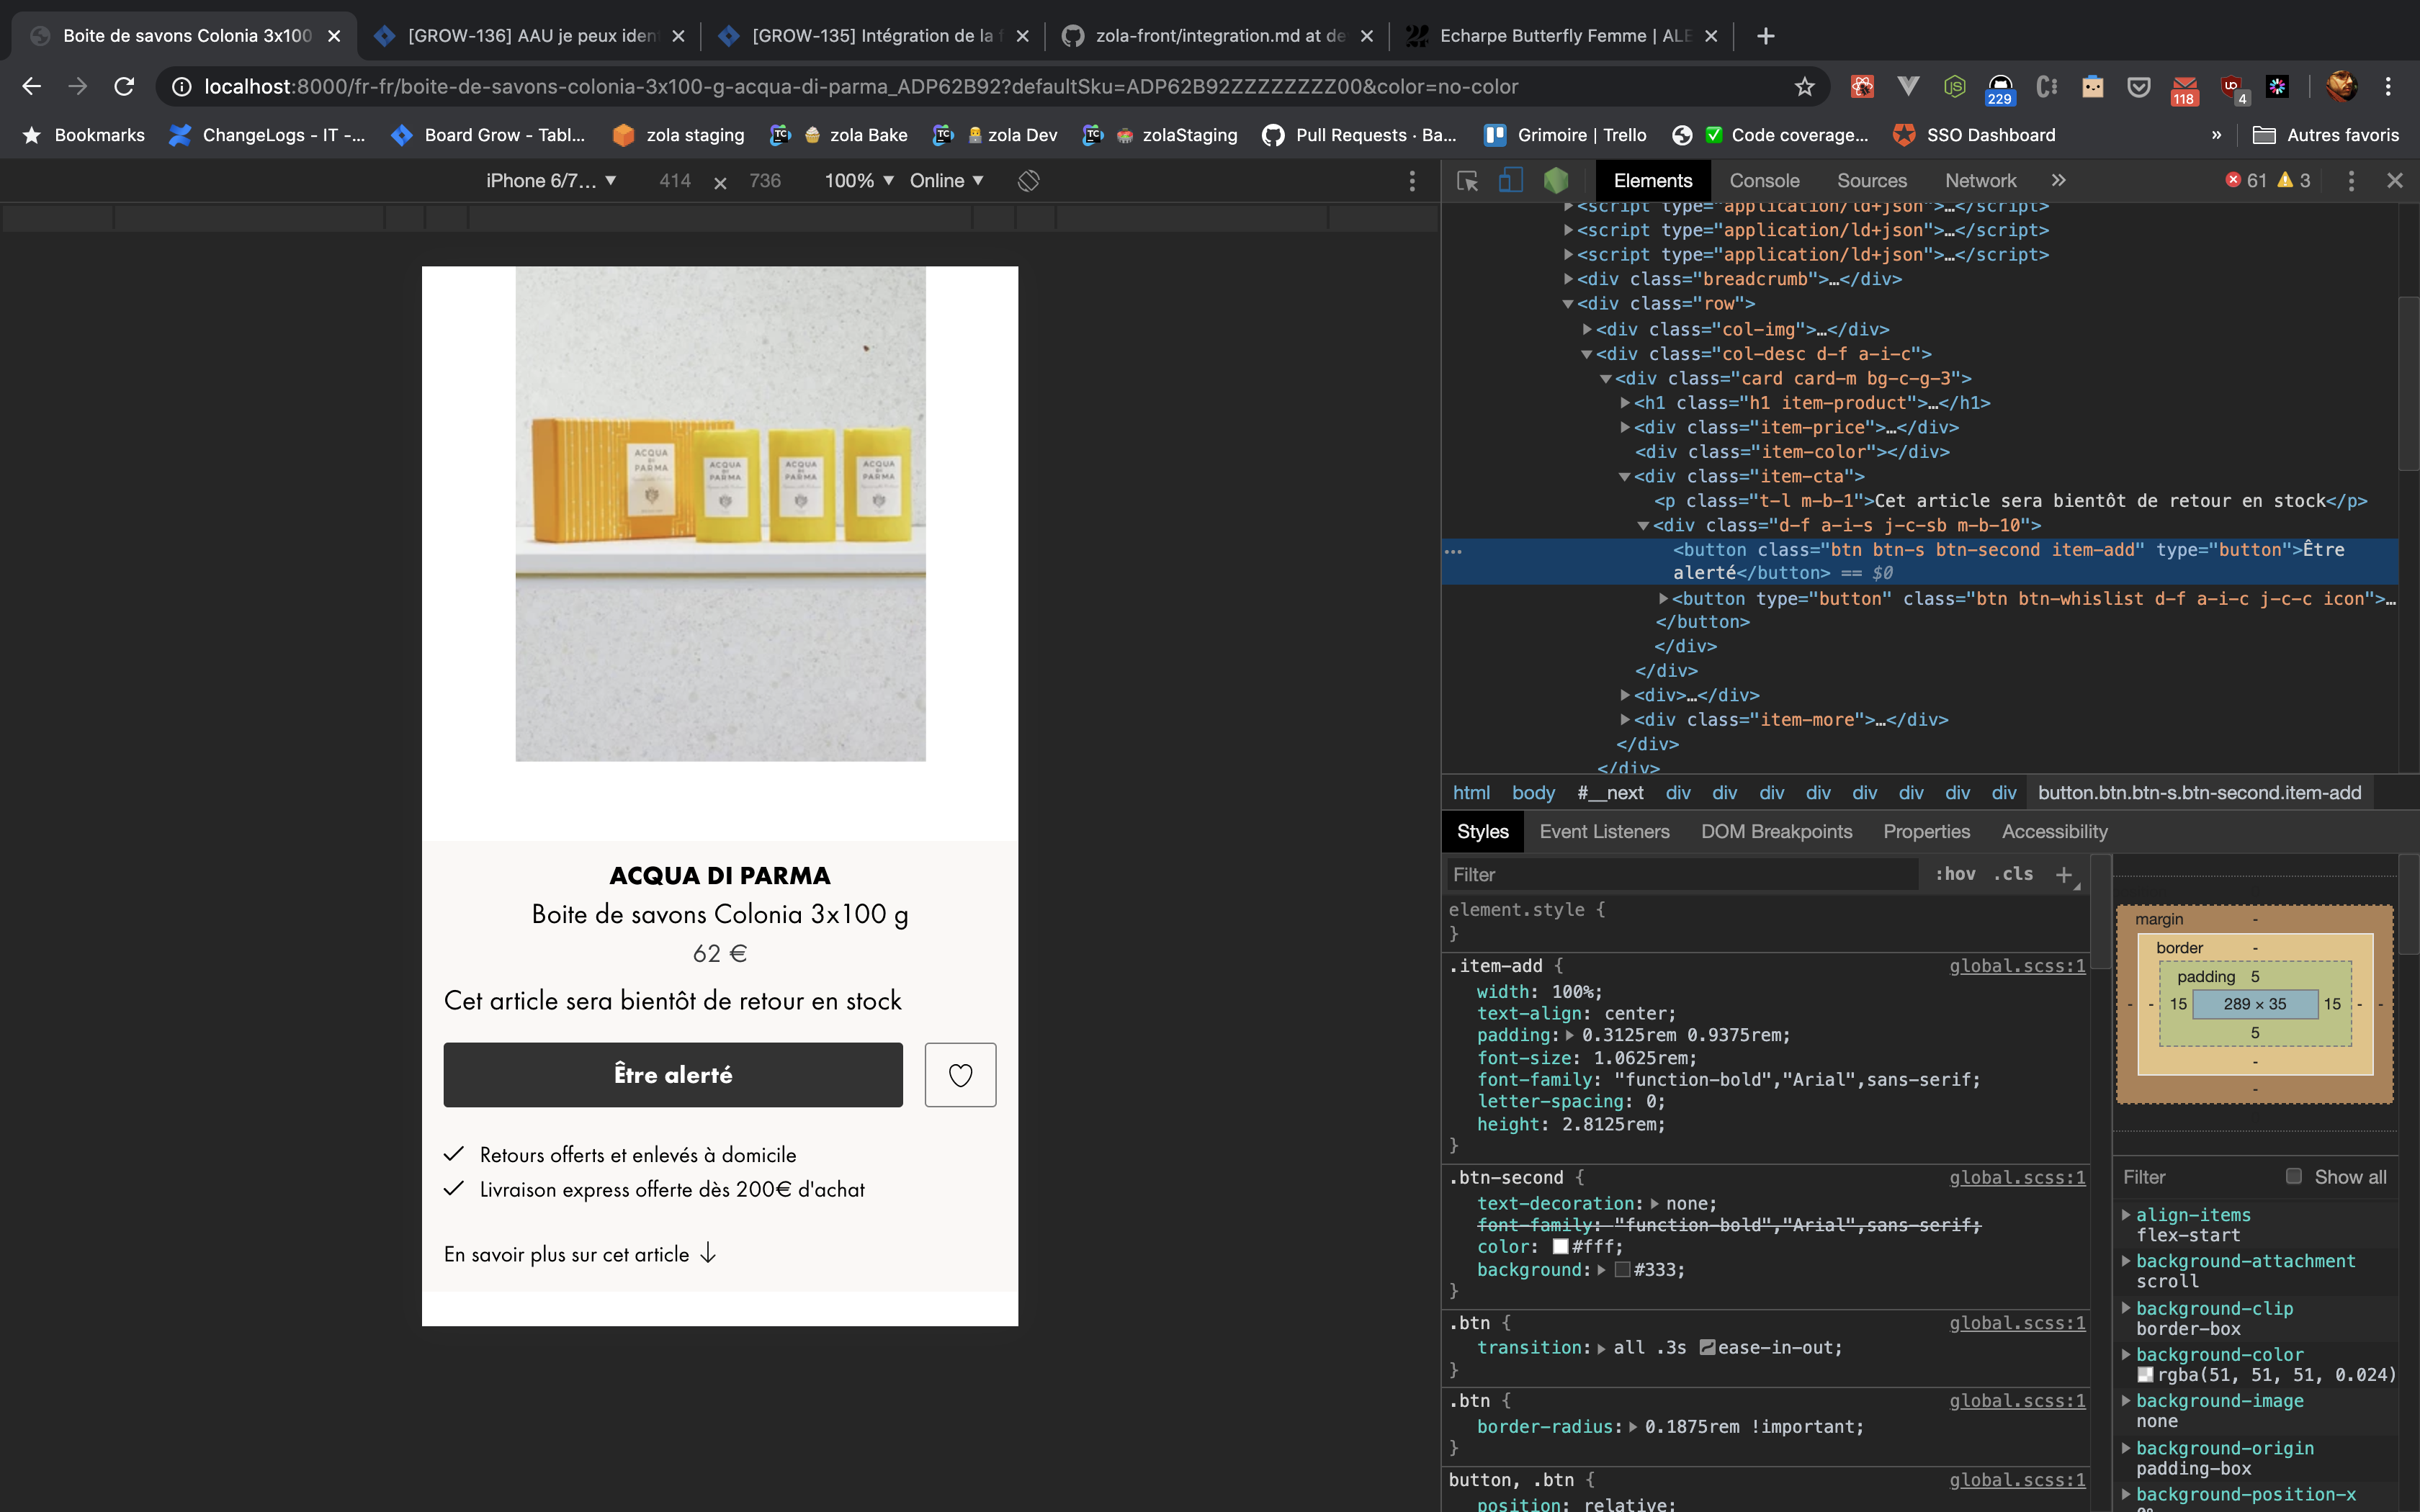 Boite de savons Colonia 3x100
[GROW-136] AAU je peux iden
[GROW-135] Intégration de la f
zola-front/integration.md at de
Echarpe Butterfly Femme | ALE
localhost:8000/fr-fr/boite-de-savons-colonia-3x100-g-acqua-di-parma_ADP62B92?defaultSku=ADP62B92ZZZZZZZZ00&color=no-color
229
118
4
Bookmarks
ChangeLogs - IT -...
Board Grow - Tabl...
zola staging
zola Bake
zola Dev
zolaStaging
Pull Requests · Ba...
Grimoire | Trello
Code coverage...
SSO Dashboard
»
Autres favoris
iPhone 6/7... ▼ 414 × 736 100% ▼ Online ▼
Elements Console Sources Network » 61 3
ACQUA DI PARMA
ACQUA DI PARMA
ACQUA DI PARMA
ACQUA DI PARMA
ACQUA DI PARMA
Boite de savons Colonia 3x100 g
62 €
Cet article sera bientôt de retour en stock
Être alerté
Retours offerts et enlevés à domicile
Livraison express offerte dès 200€ d'achat
En savoir plus sur cet article ↓
<script type="application/ld+json">…</script>
<script type="application/ld+json">…</script>
<script type="application/ld+json">…</script>
<div class="breadcrumb">…</div>
<div class="row">
<div class="col-img">…</div>
<div class="col-desc d-f a-i-c">
<div class="card card-m bg-c-g-3">
<h1 class="h1 item-product">…</h1>
<div class="item-price">…</div>
<div class="item-color"></div>
<div class="item-cta">
<p class="t-l m-b-1">Cet article sera bientôt de retour en stock</p>
<div class="d-f a-i-s j-c-sb m-b-10">
<button class="btn btn-s btn-second item-add" type="button">Être
alerté</button> == $0
<button type="button" class="btn btn-whislist d-f a-i-c j-c-c icon">…
</button>
</div>
</div>
<div>…</div>
<div class="item-more">…</div>
</div>
</div>
html body #__next div div div div div div div div button.btn.btn-s.btn-second.item-add
Styles Event Listeners DOM Breakpoints Properties Accessibility
Filter :hov .cls +
element.style {
}
.item-add { global.scss:1
width: 100%;
text-align: center;
padding: 0.3125rem 0.9375rem;
font-size: 1.0625rem;
font-family: "function-bold","Arial",sans-serif;
letter-spacing: 0;
height: 2.8125rem;
}
.btn-second { global.scss:1
text-decoration: none;
font-family: "function-bold","Arial",sans-serif;
color: #fff;
background: #333;
}
.btn { global.scss:1
transition: all .3s ease-in-out;
}
.btn { global.scss:1
border-radius: 0.1875rem !important;
}
button, .btn { global.scss:1
position: relative;
margin -
border -
padding 5
- - 15 289 × 35 15 - -
5
-
-
Filter Show all
align-items
flex-start
background-attachment
scroll
background-clip
border-box
background-color
rgba(51, 51, 51, 0.024)
background-image
none
background-origin
padding-box
background-position-x